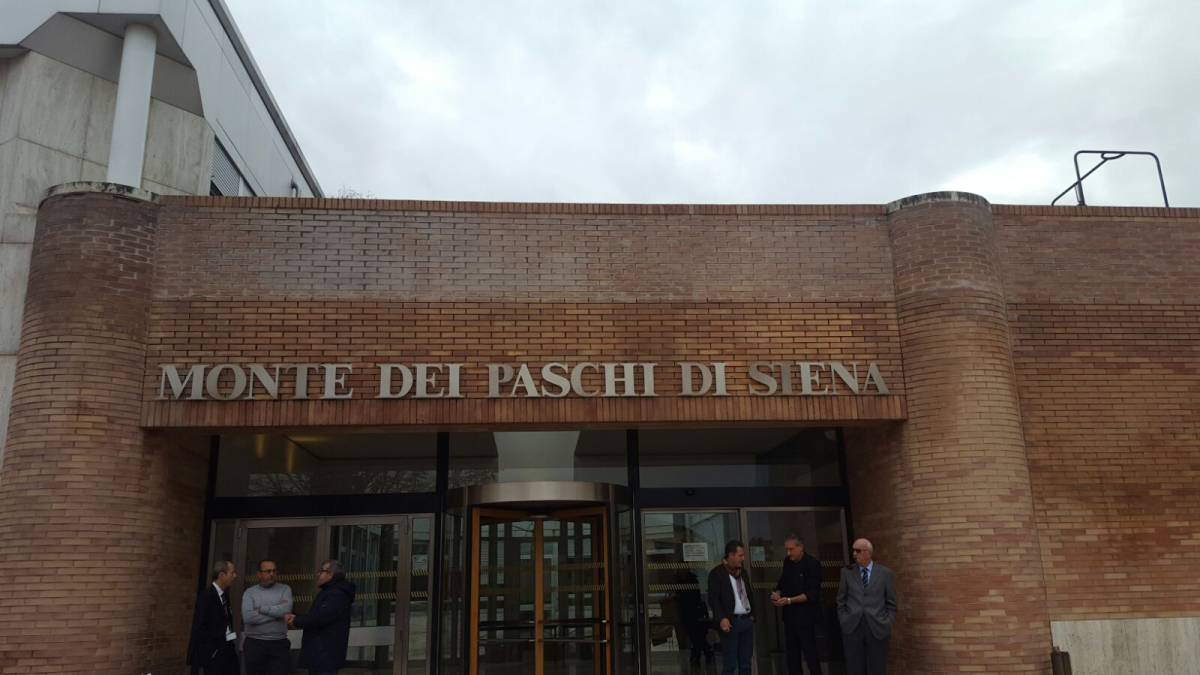 MONTE DEI PASCHI DI SIENA